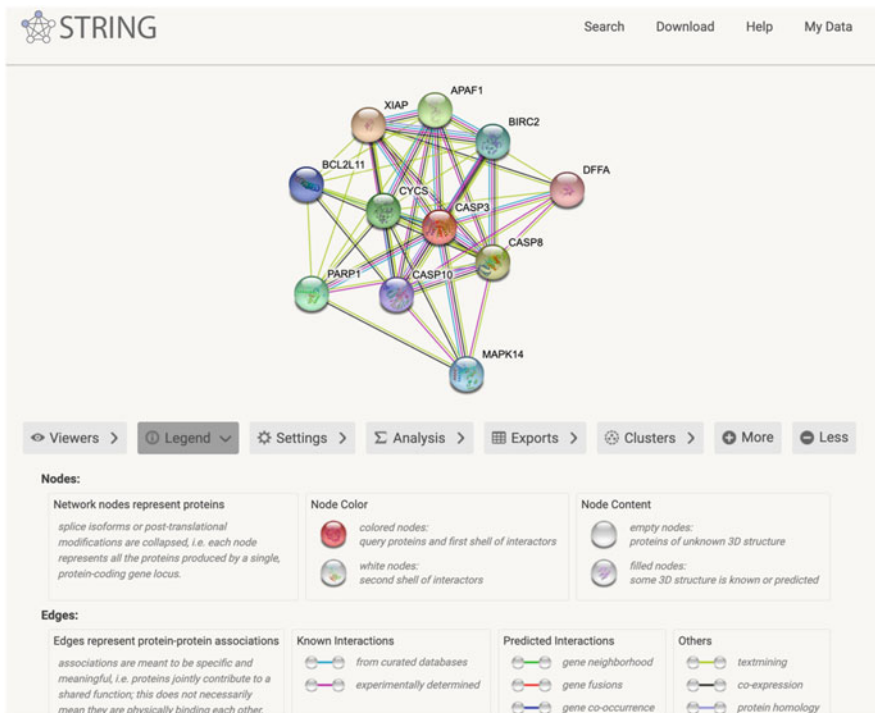 STRING
Search Download Help My Data
APAF1
XIAP
BIRC2
BCL2L11
DFFA
CYCS
CASP3
CASP8
PARP1
CASP10
MAPK14
Viewers Legend Settings Analysis Exports Clusters More Less
Nodes:
Network nodes represent proteins
splice isoforms or post-translational
modifications are collapsed, i.e. each node
represents all the proteins produced by a single,
protein-coding gene locus.
Node Color
colored nodes:
query proteins and first shell of interactors
white nodes:
second shell of interactors
Node Content
empty nodes:
proteins of unknown 3D structure
filled nodes:
some 3D structure is known or predicted
Edges:
Edges represent protein-protein associations
associations are meant to be specific and
meaningful, i.e. proteins jointly contribute to a
shared function; this does not necessarily
mean they are physically binding each other.
Known Interactions
from curated databases
experimentally determined
Predicted Interactions
gene neighborhood
gene fusions
gene co-occurrence
Others
textmining
co-expression
protein homology